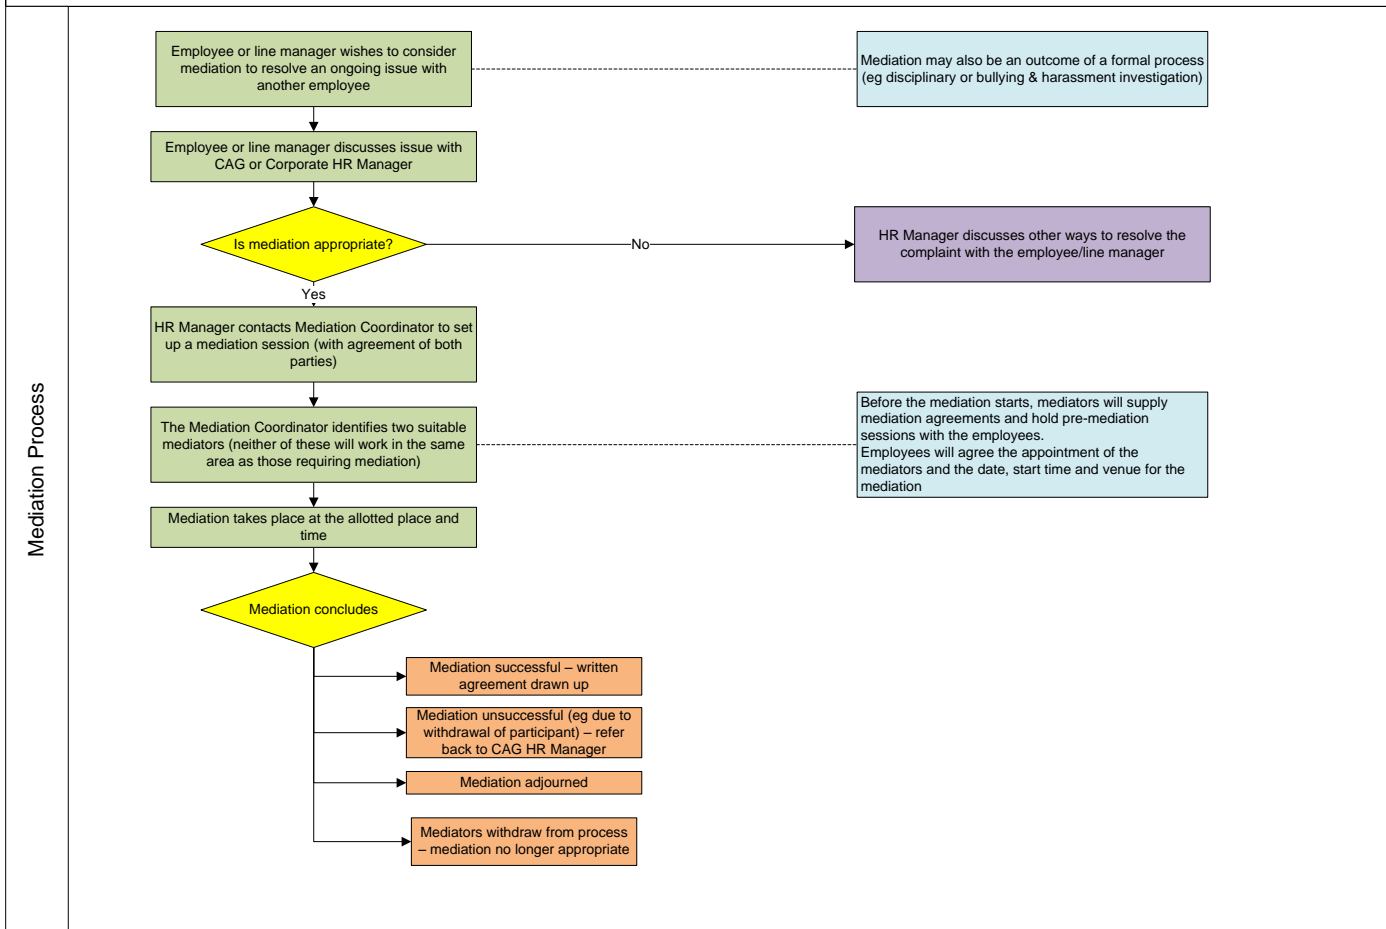 Employee or line manager wishes to consider
mediation to resolve an ongoing issue with
another employee
Mediation may also be an outcome of a formal process
(eg disciplinary or bullying & harassment investigation)
Employee or line manager discusses issue with
CAG or Corporate HR Manager
Is mediation appropriate?
No
HR Manager discusses other ways to resolve the
complaint with the employee/line manager
Yes
HR Manager contacts Mediation Coordinator to set
up a mediation session (with agreement of both
parties)
Mediation Process
The Mediation Coordinator identifies two suitable
mediators (neither of these will work in the same
area as those requiring mediation)
Before the mediation starts, mediators will supply
mediation agreements and hold pre-mediation
sessions with the employees.
Employees will agree the appointment of the
mediators and the date, start time and venue for the
mediation
Mediation takes place at the allotted place and
time
Mediation concludes
Mediation successful – written
agreement drawn up
Mediation unsuccessful (eg due to
withdrawal of participant) – refer
back to CAG HR Manager
Mediation adjourned
Mediators withdraw from process
– mediation no longer appropriate